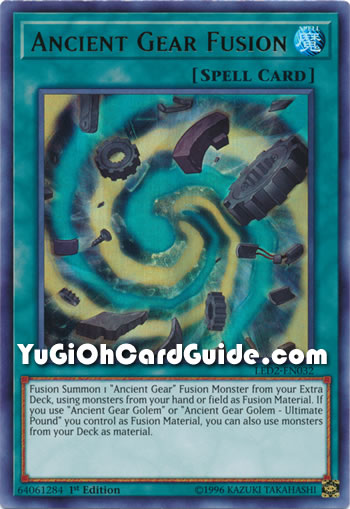 ANCIENT GEAR FUSION
SPELL
魔
[SPELL CARD]
YuGiOhCardGuide.com
LED2-EN032
Fusion Summon 1 "Ancient Gear" Fusion Monster from your Extra
Deck, using monsters from your hand or field as Fusion Material. If
you use "Ancient Gear Golem" or "Ancient Gear Golem - Ultimate
Pound" you control as Fusion Material, you can also use monsters
from your Deck as material.
64061284 1st Edition ©1996 KAZUKI TAKAHASHI